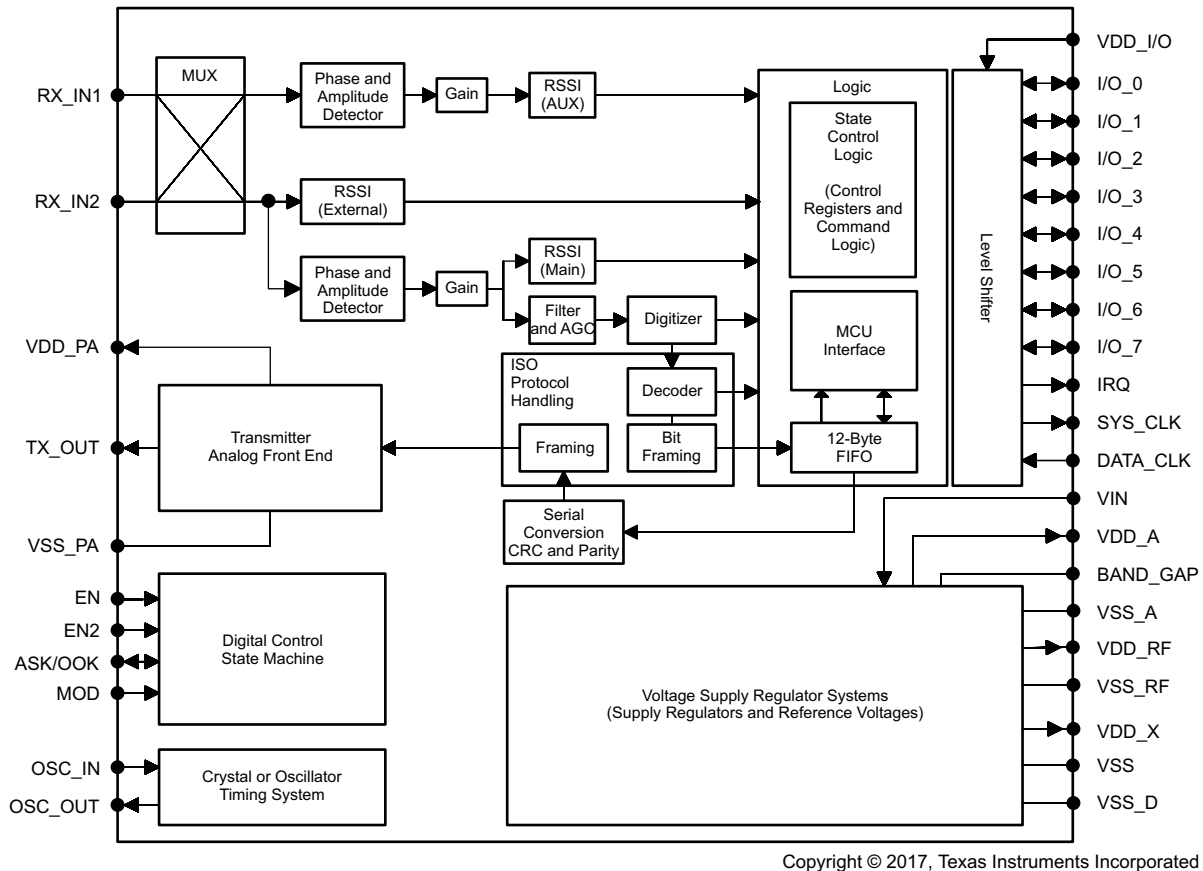 VDD_I/O
MUX
RX_IN1
Phase and
Amplitude
Detector
Gain
RSSI
(AUX)
Logic
I/O_0
State
Control
Logic
(Control
Registers and
Command
Logic)
I/O_1
I/O_2
RX_IN2
RSSI
(External)
I/O_3
I/O_4
Level Shifter
Phase and
Amplitude
Detector
Gain
RSSI
(Main)
I/O_5
Filter
and AGC
Digitizer
I/O_6
MCU
Interface
VDD_PA
I/O_7
ISO
Protocol
Handling
Decoder
IRQ
SYS_CLK
TX_OUT
Transmitter
Analog Front End
Framing
Bit
Framing
12-Byte
FIFO
DATA_CLK
VIN
Serial
Conversion
CRC and Parity
VDD_A
VSS_PA
BAND_GAP
EN
VSS_A
EN2
Digital Control
State Machine
VDD_RF
ASK/OOK
VSS_RF
MOD
Voltage Supply Regulator Systems
(Supply Regulators and Reference Voltages)
VDD_X
OSC_IN
VSS
Crystal or Oscillator
Timing System
OSC_OUT
VSS_D
Copyright © 2017, Texas Instruments Incorporated